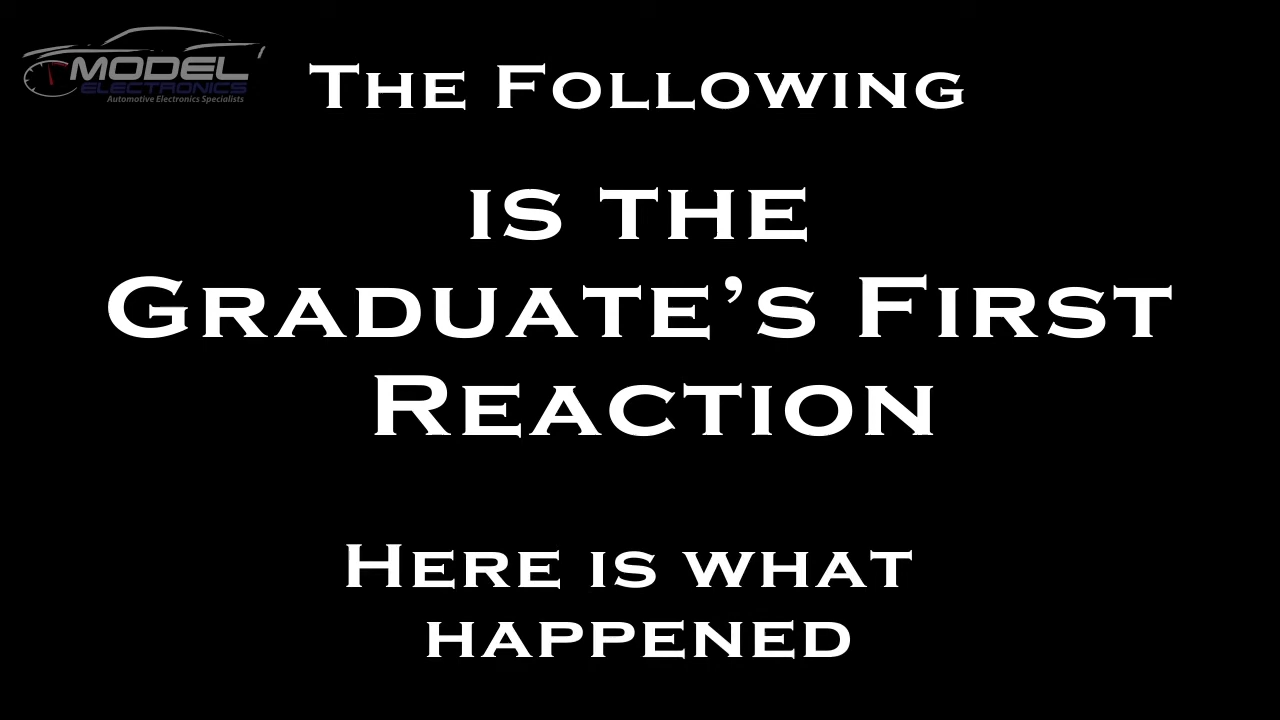 MODEL
ELECTRONICS
Automotive Electronics Specialists
The Following
is the
Graduate’s First
Reaction
Here is what
happened